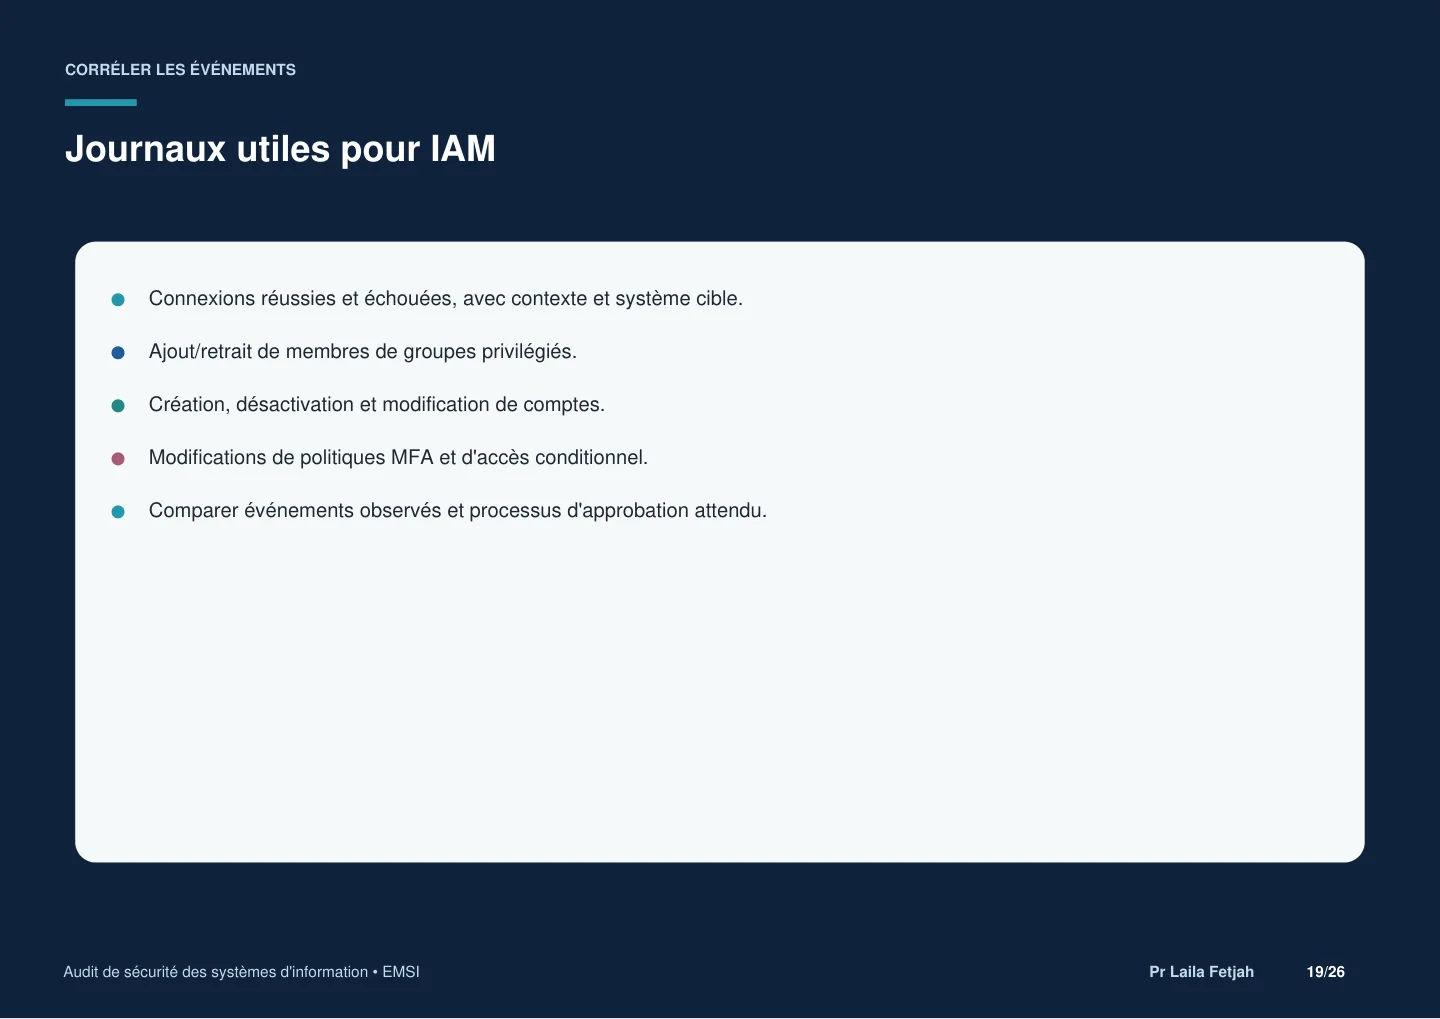 CORRÉLER LES ÉVÉNEMENTS
Journaux utiles pour IAM
Connexions réussies et échouées, avec contexte et système cible.
Ajout/retrait de membres de groupes privilégiés.
Création, désactivation et modification de comptes.
Modifications de politiques MFA et d'accès conditionnel.
Comparer événements observés et processus d'approbation attendu.
Audit de sécurité des systèmes d'information • EMSI
Pr Laila Fetjah
19/26